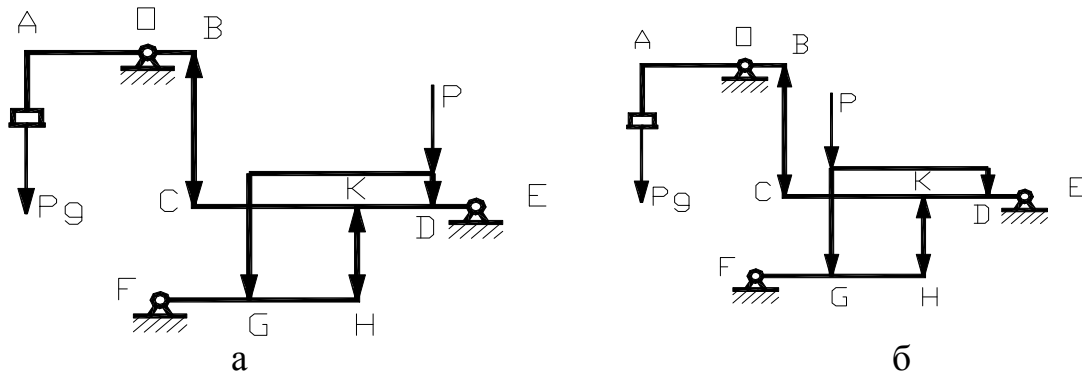 A O B
P
Pg C K D E
F G H
а
A O B
P
Pg C K D E
F G H
б